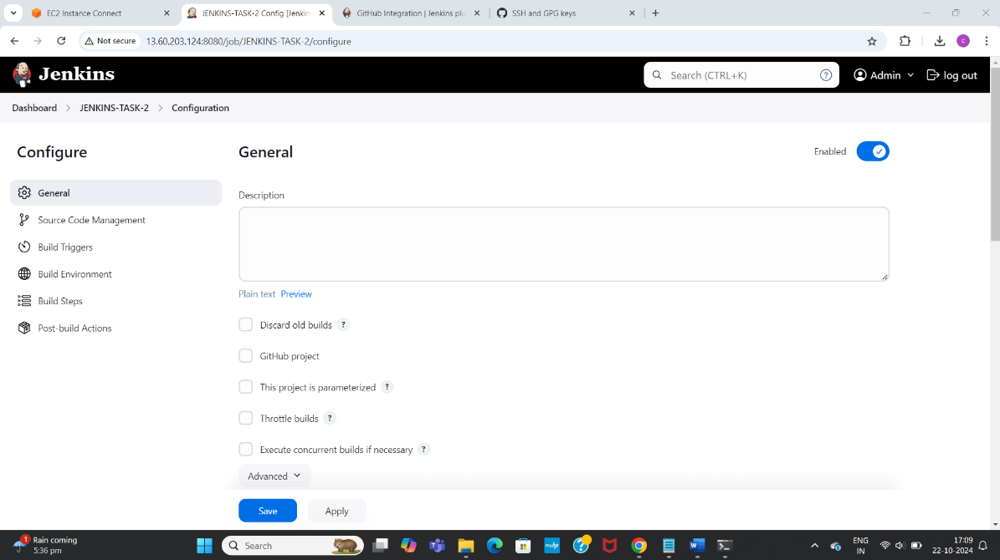 EC2 Instance Connect
JENKINS-TASK-2 Config [Jenkin
GitHub Integration | Jenkins plu
SSH and GPG keys
Not secure
13.60.203.124:8080/job/JENKINS-TASK-2/configure
C
Jenkins
Search (CTRL+K)
?
Admin
log out
Dashboard
JENKINS-TASK-2
Configuration
Configure
General
Source Code Management
Build Triggers
Build Environment
Build Steps
Post-build Actions
General
Enabled
Description
Plain text Preview
Discard old builds ?
GitHub project
This project is parameterized ?
Throttle builds ?
Execute concurrent builds if necessary ?
Advanced
Save
Apply
1
Rain coming
5:36 pm
Search
ENG
IN
17:09
22-10-2024